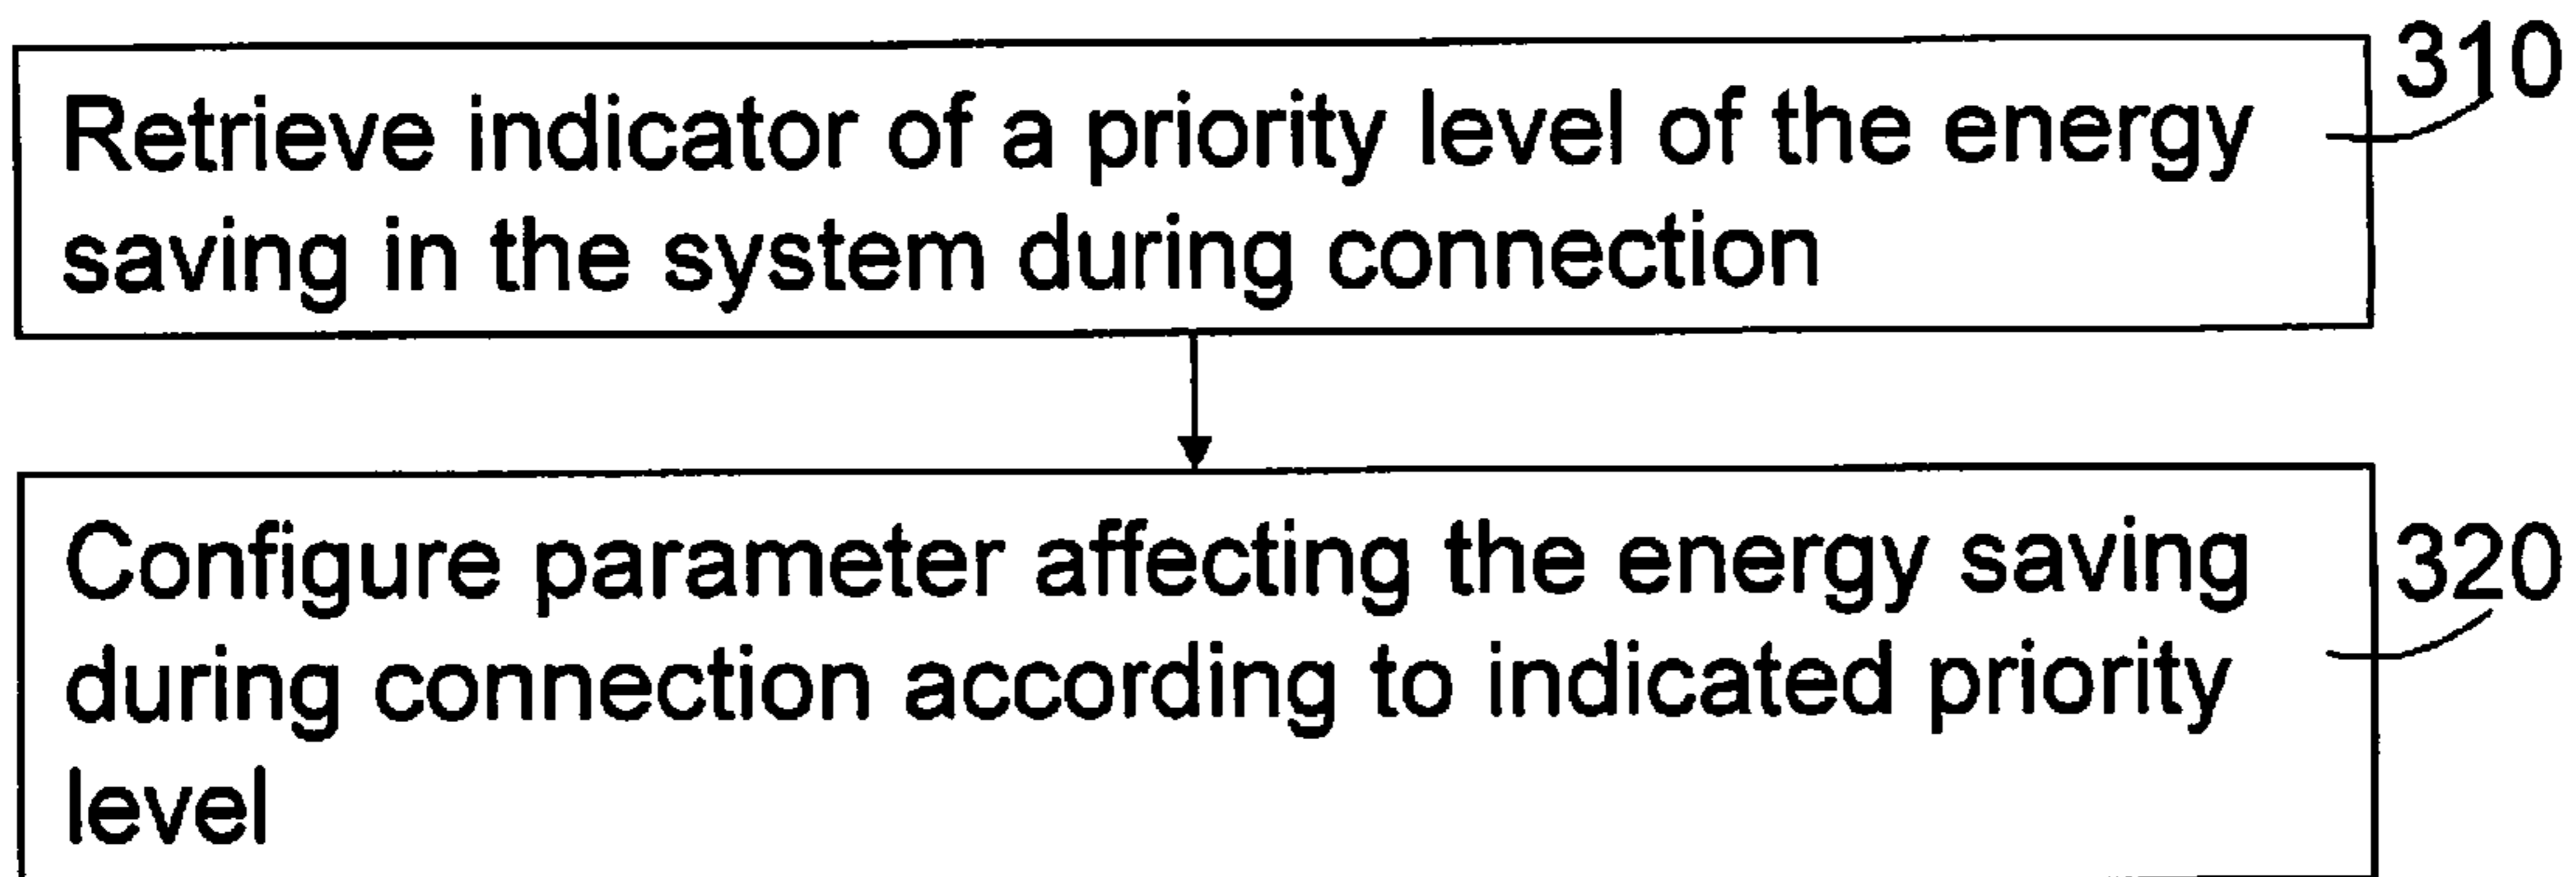 310
Retrieve indicator of a priority level of the energy
saving in the system during connection
320
Configure parameter affecting the energy saving
during connection according to indicated priority
level